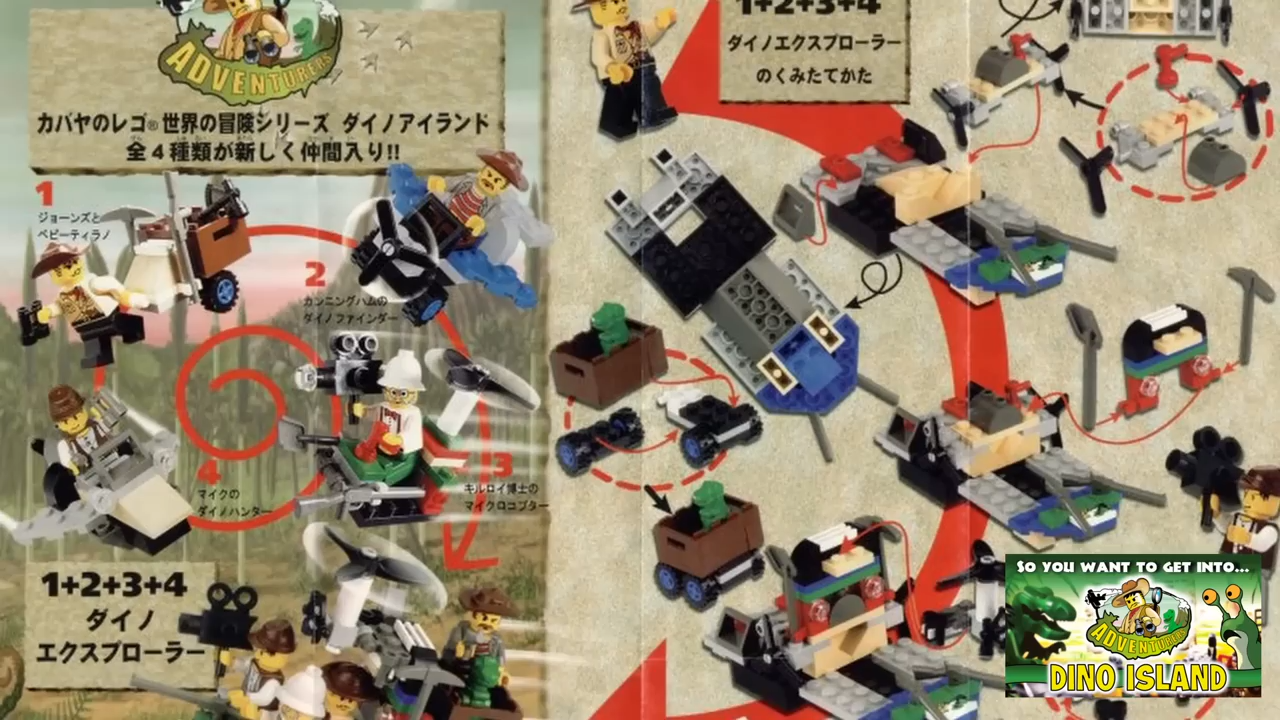 ADVENTURERS
カバヤのレゴ®世界の冒険シリーズ ダイノアイランド
全4種類が新しく仲間入り!!
1
ジョーンズと
ベビーティラノ
2
カンニングハムの
ダイノファインダー
3
キルロイ博士の
マイクロコプター
4
マイクの
ダイノハンター
1+2+3+4
ダイノ
エクスプローラー
1+2+3+4
ダイノエクスプローラー
のくみたてかた
SO YOU WANT TO GET INTO...
ADVENTURERS
DINO ISLAND